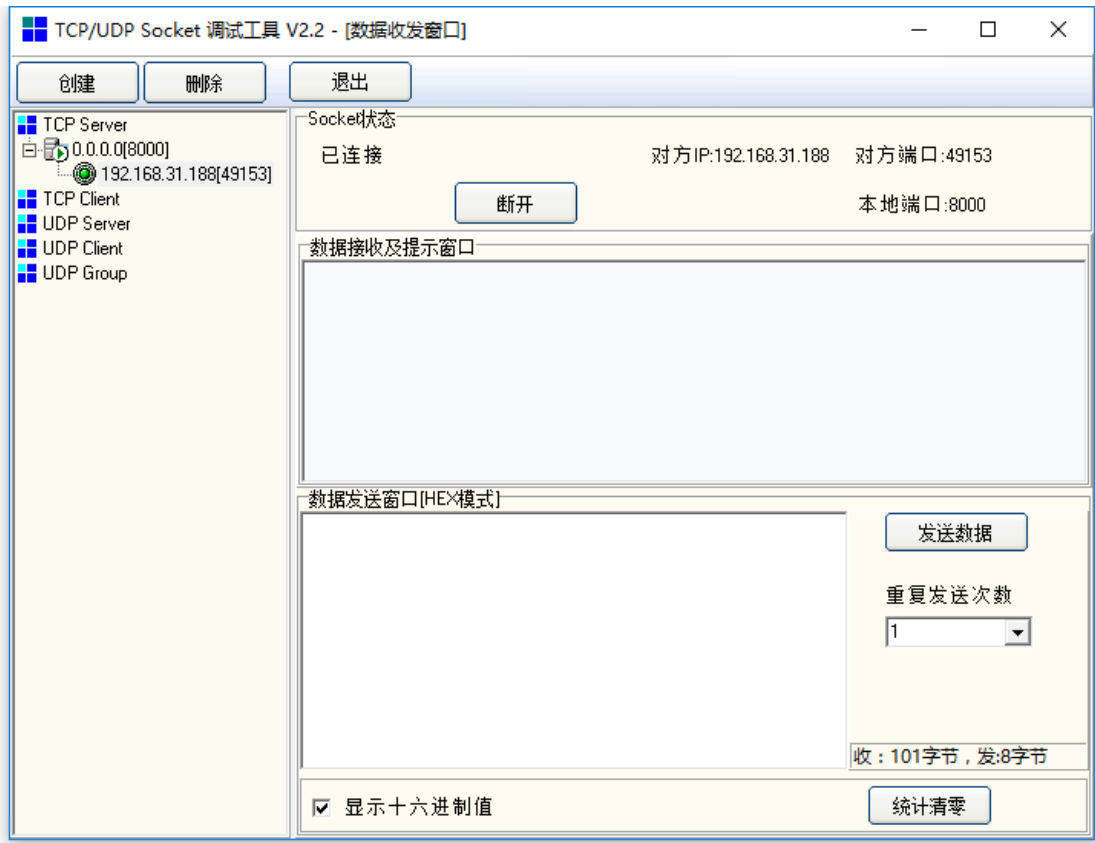 TCP/UDP Socket 调试工具 V2.2 - [数据收发窗口]
创建 删除 退出
TCP Server
0.0.0.0[8000]
192.168.31.188[49153]
TCP Client
UDP Server
UDP Client
UDP Group
Socket状态
已连接 对方IP:192.168.31.188 对方端口:49153
断开 本地端口:8000
数据接收及提示窗口
数据发送窗口[HEX模式]
发送数据
重复发送次数
1
收：101字节，发:8字节
显示十六进制值 统计清零